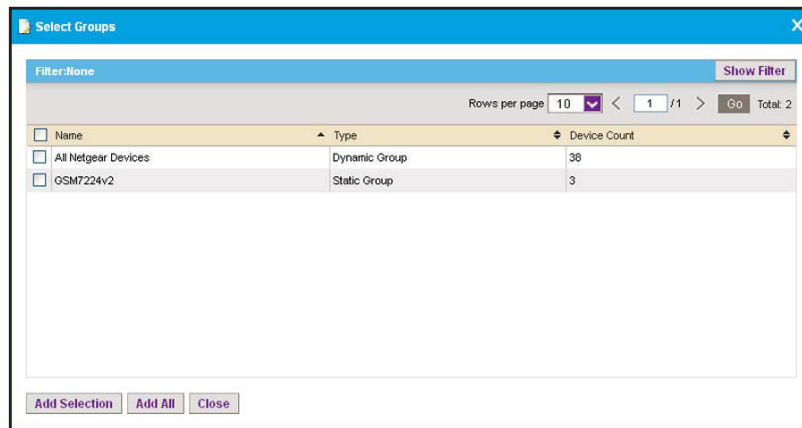 Select Groups X
Filter:None Show Filter
Rows per page 10 < 1 /1 > Go Total: 2
Name Type Device Count
All Netgear Devices Dynamic Group 38
GSM7224v2 Static Group 3
Add Selection Add All Close